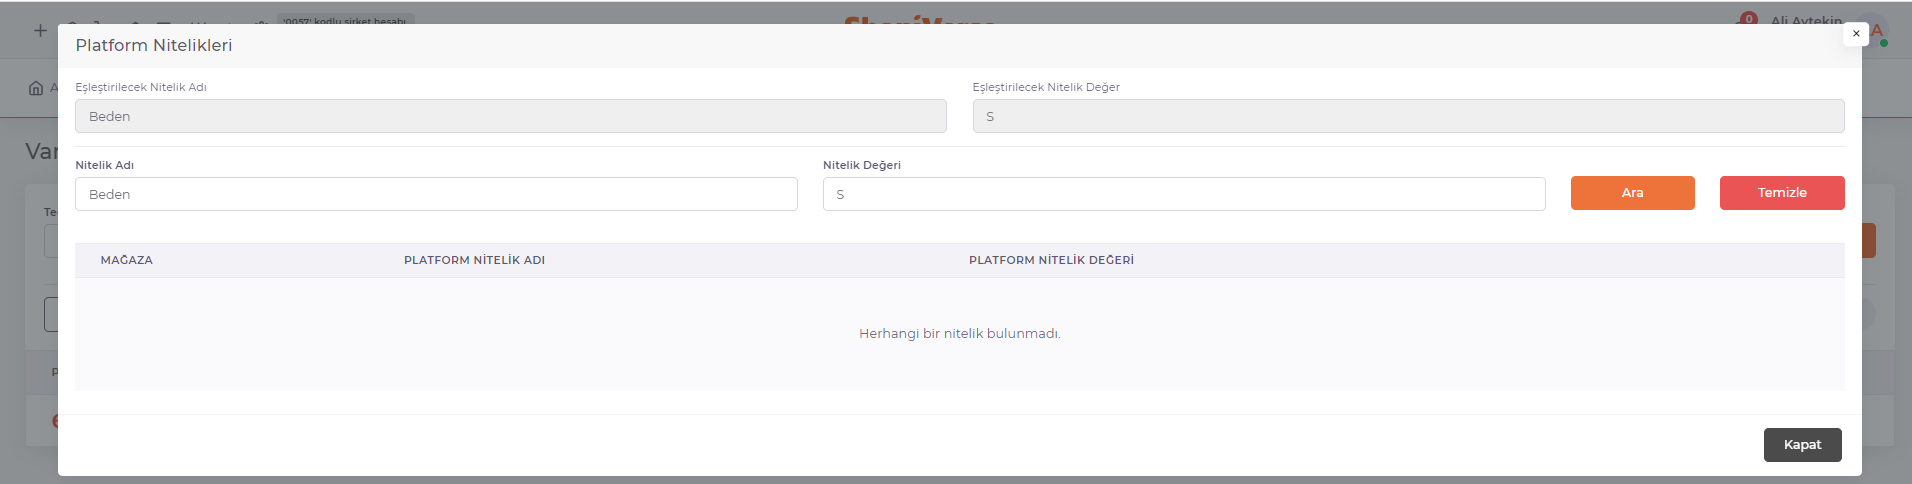 '0057' kodlu şirket hesabı
0
Ali Aytekin
A
Platform Nitelikleri
×
Eşleştirilecek Nitelik Adı
Eşleştirilecek Nitelik Değer
Beden
S
Nitelik Adı
Nitelik Değeri
Beden
S
Ara
Temizle
MAĞAZA
PLATFORM NİTELİK ADI
PLATFORM NİTELİK DEĞERİ
Herhangi bir nitelik bulunmadı.
Kapat